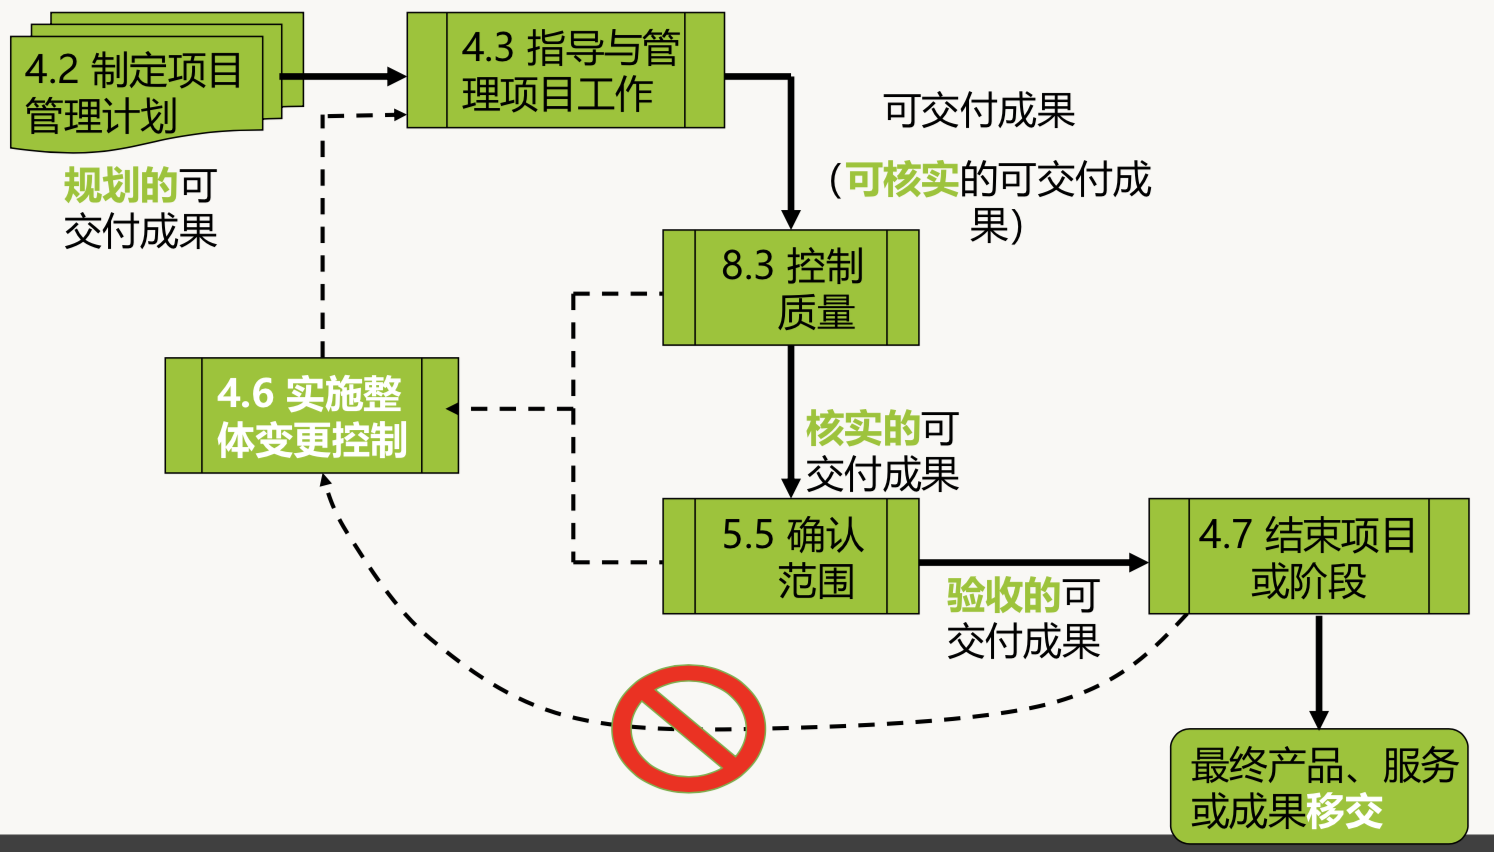 4.2 制定项目
管理计划
规划的可
交付成果
4.3 指导与管
理项目工作
可交付成果
（可核实的可交付成
果）
8.3 控制
质量
4.6 实施整
体变更控制
核实的可
交付成果
5.5 确认
范围
验收的可
交付成果
4.7 结束项目
或阶段
最终产品、服务
或成果移交